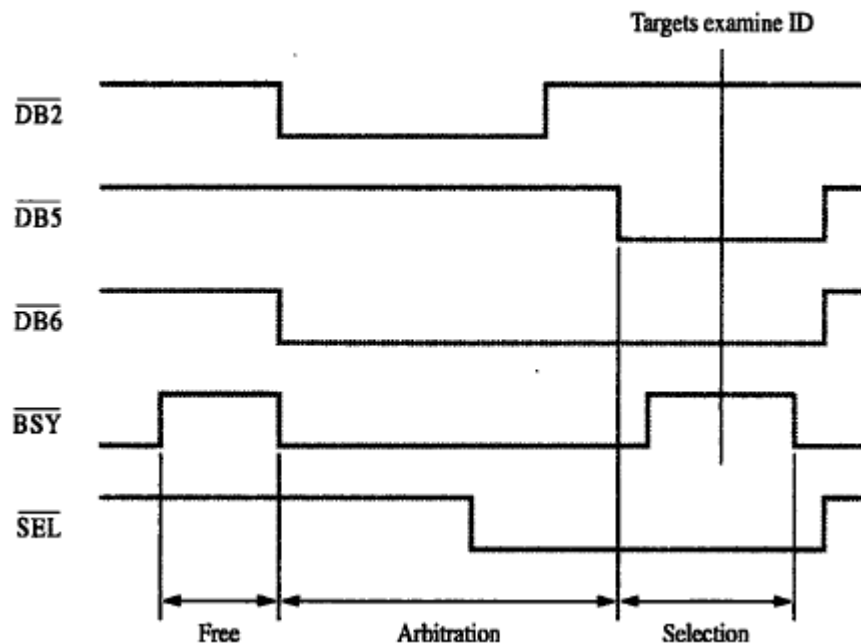 Targets examine ID
DB2
DB5
DB6
BSY
SEL
Free Arbitration Selection